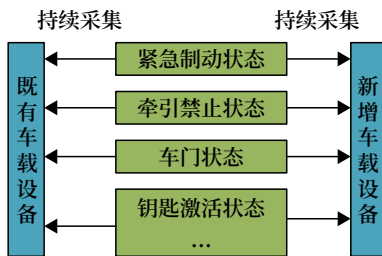 持续采集
持续采集
既有车载设备
紧急制动状态
牵引禁止状态
车门状态
钥匙激活状态
...
新增车载设备